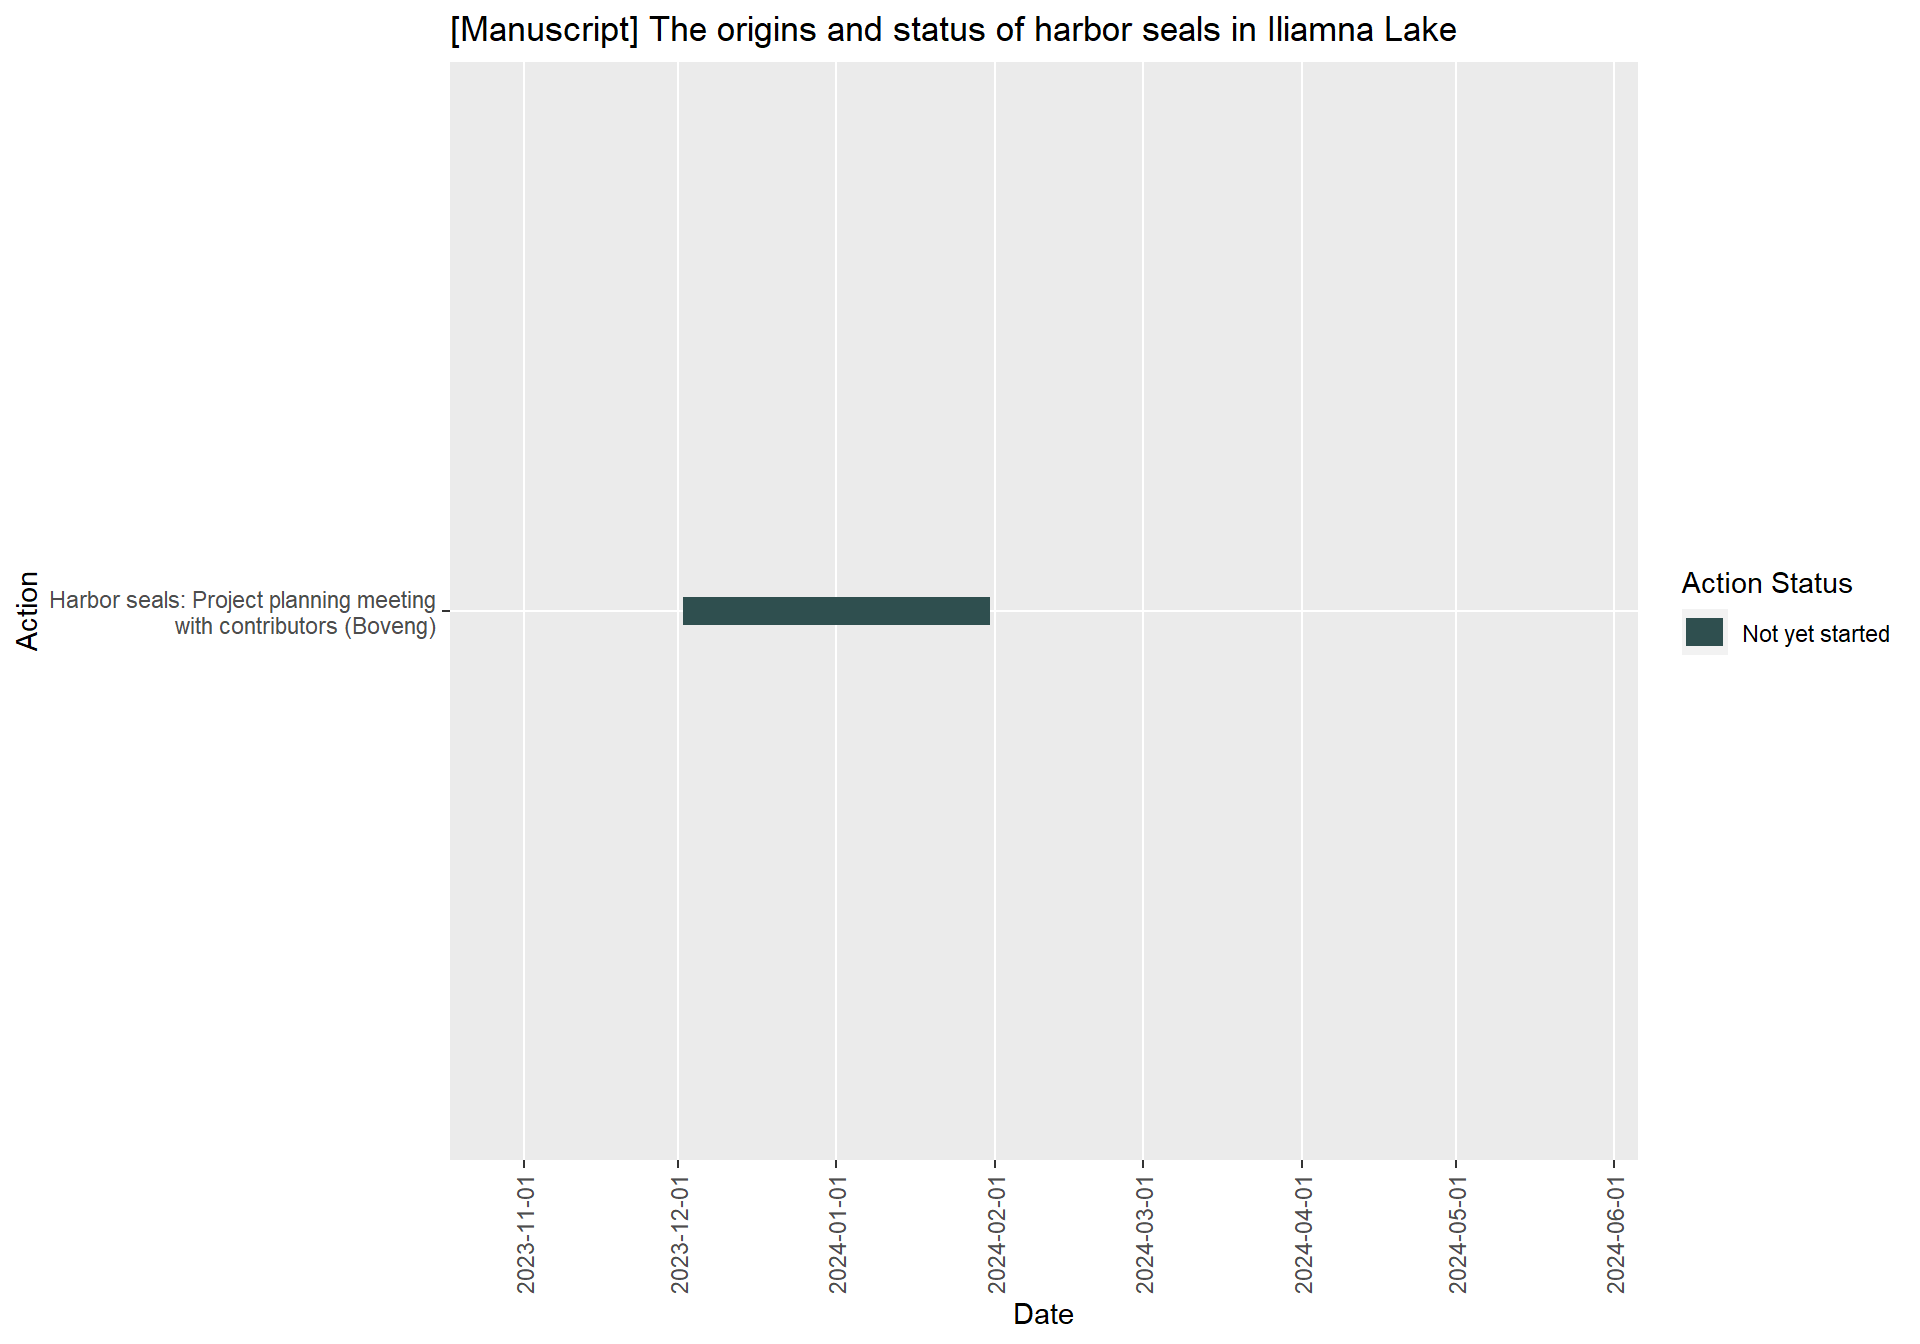 [Manuscript] The origins and status of harbor seals in Iliamna Lake
Action
Harbor seals: Project planning meeting
with contributors (Boveng)
Action Status
Not yet started
2023-11-01
2023-12-01
2024-01-01
2024-02-01
2024-03-01
2024-04-01
2024-05-01
2024-06-01
Date